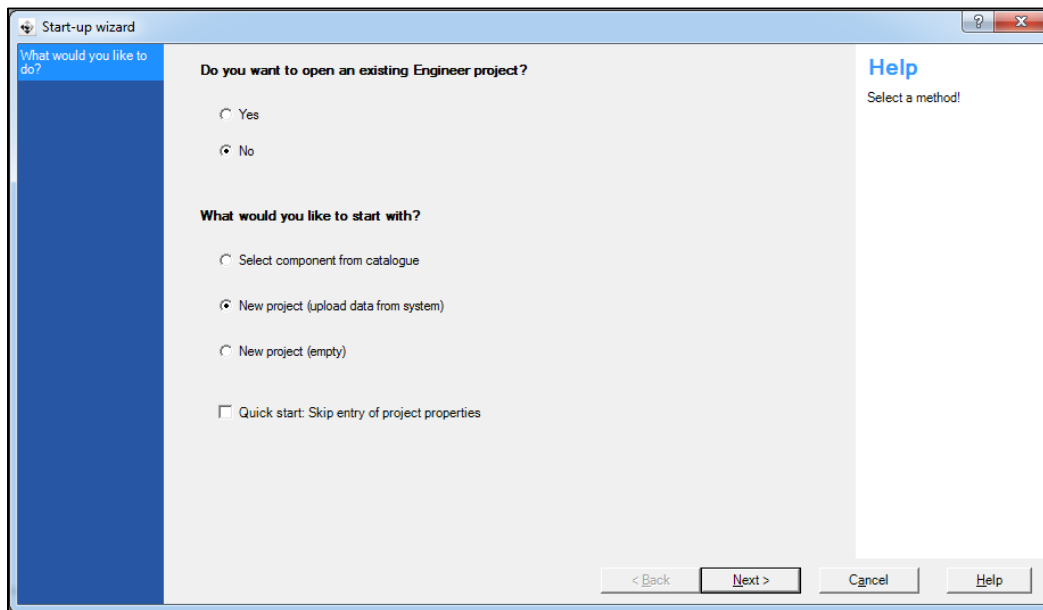 Start-up wizard
What would you like to
do?
Do you want to open an existing Engineer project?
Yes
No
What would you like to start with?
Select component from catalogue
New project (upload data from system)
New project (empty)
Quick start: Skip entry of project properties
Help
Select a method!
< Back
Next >
Cancel
Help